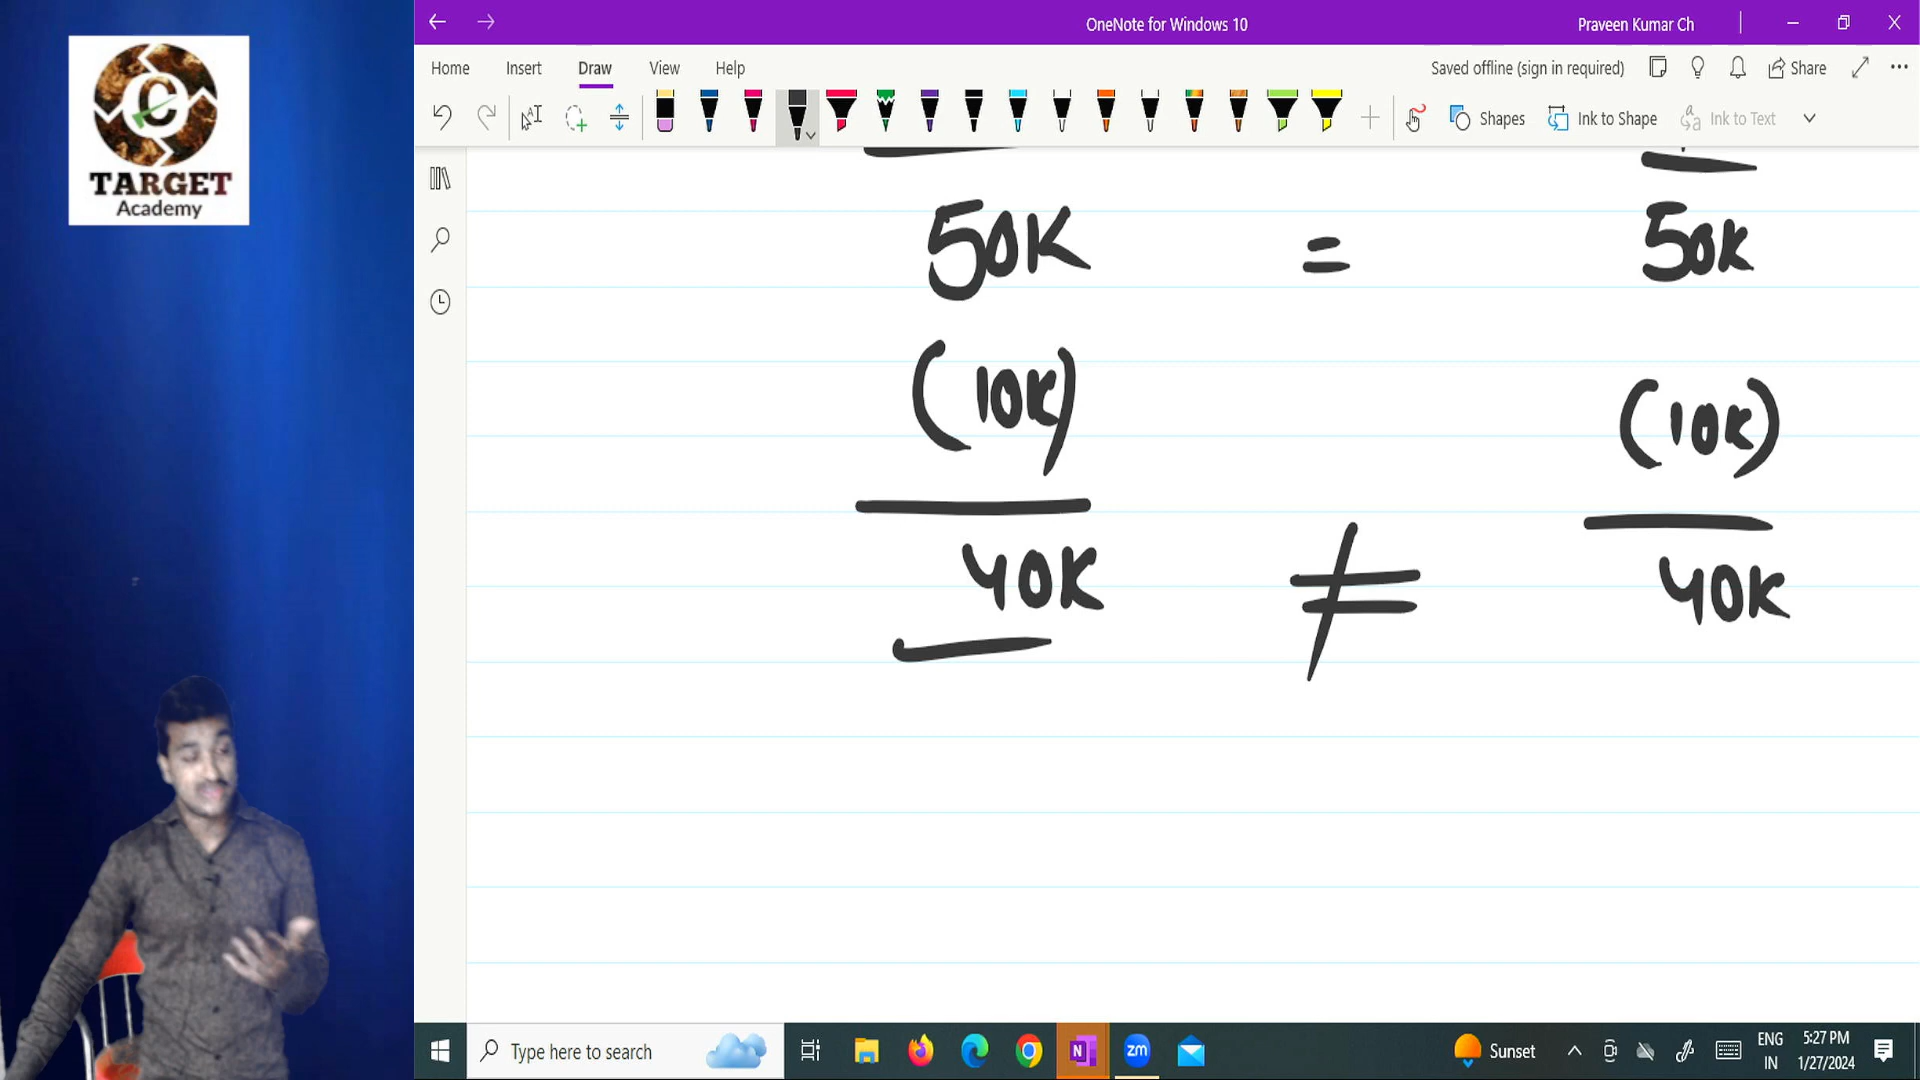 TARGET
Academy
OneNote for Windows 10
Praveen Kumar Ch
Home Insert Draw View Help
Saved offline (sign in required) Share
Shapes Ink to Shape Ink to Text
50K = 50K
(10K) (10K)
40K ≠ 40K
Type here to search
zm
Sunset
ENG
IN
5:27 PM
1/27/2024